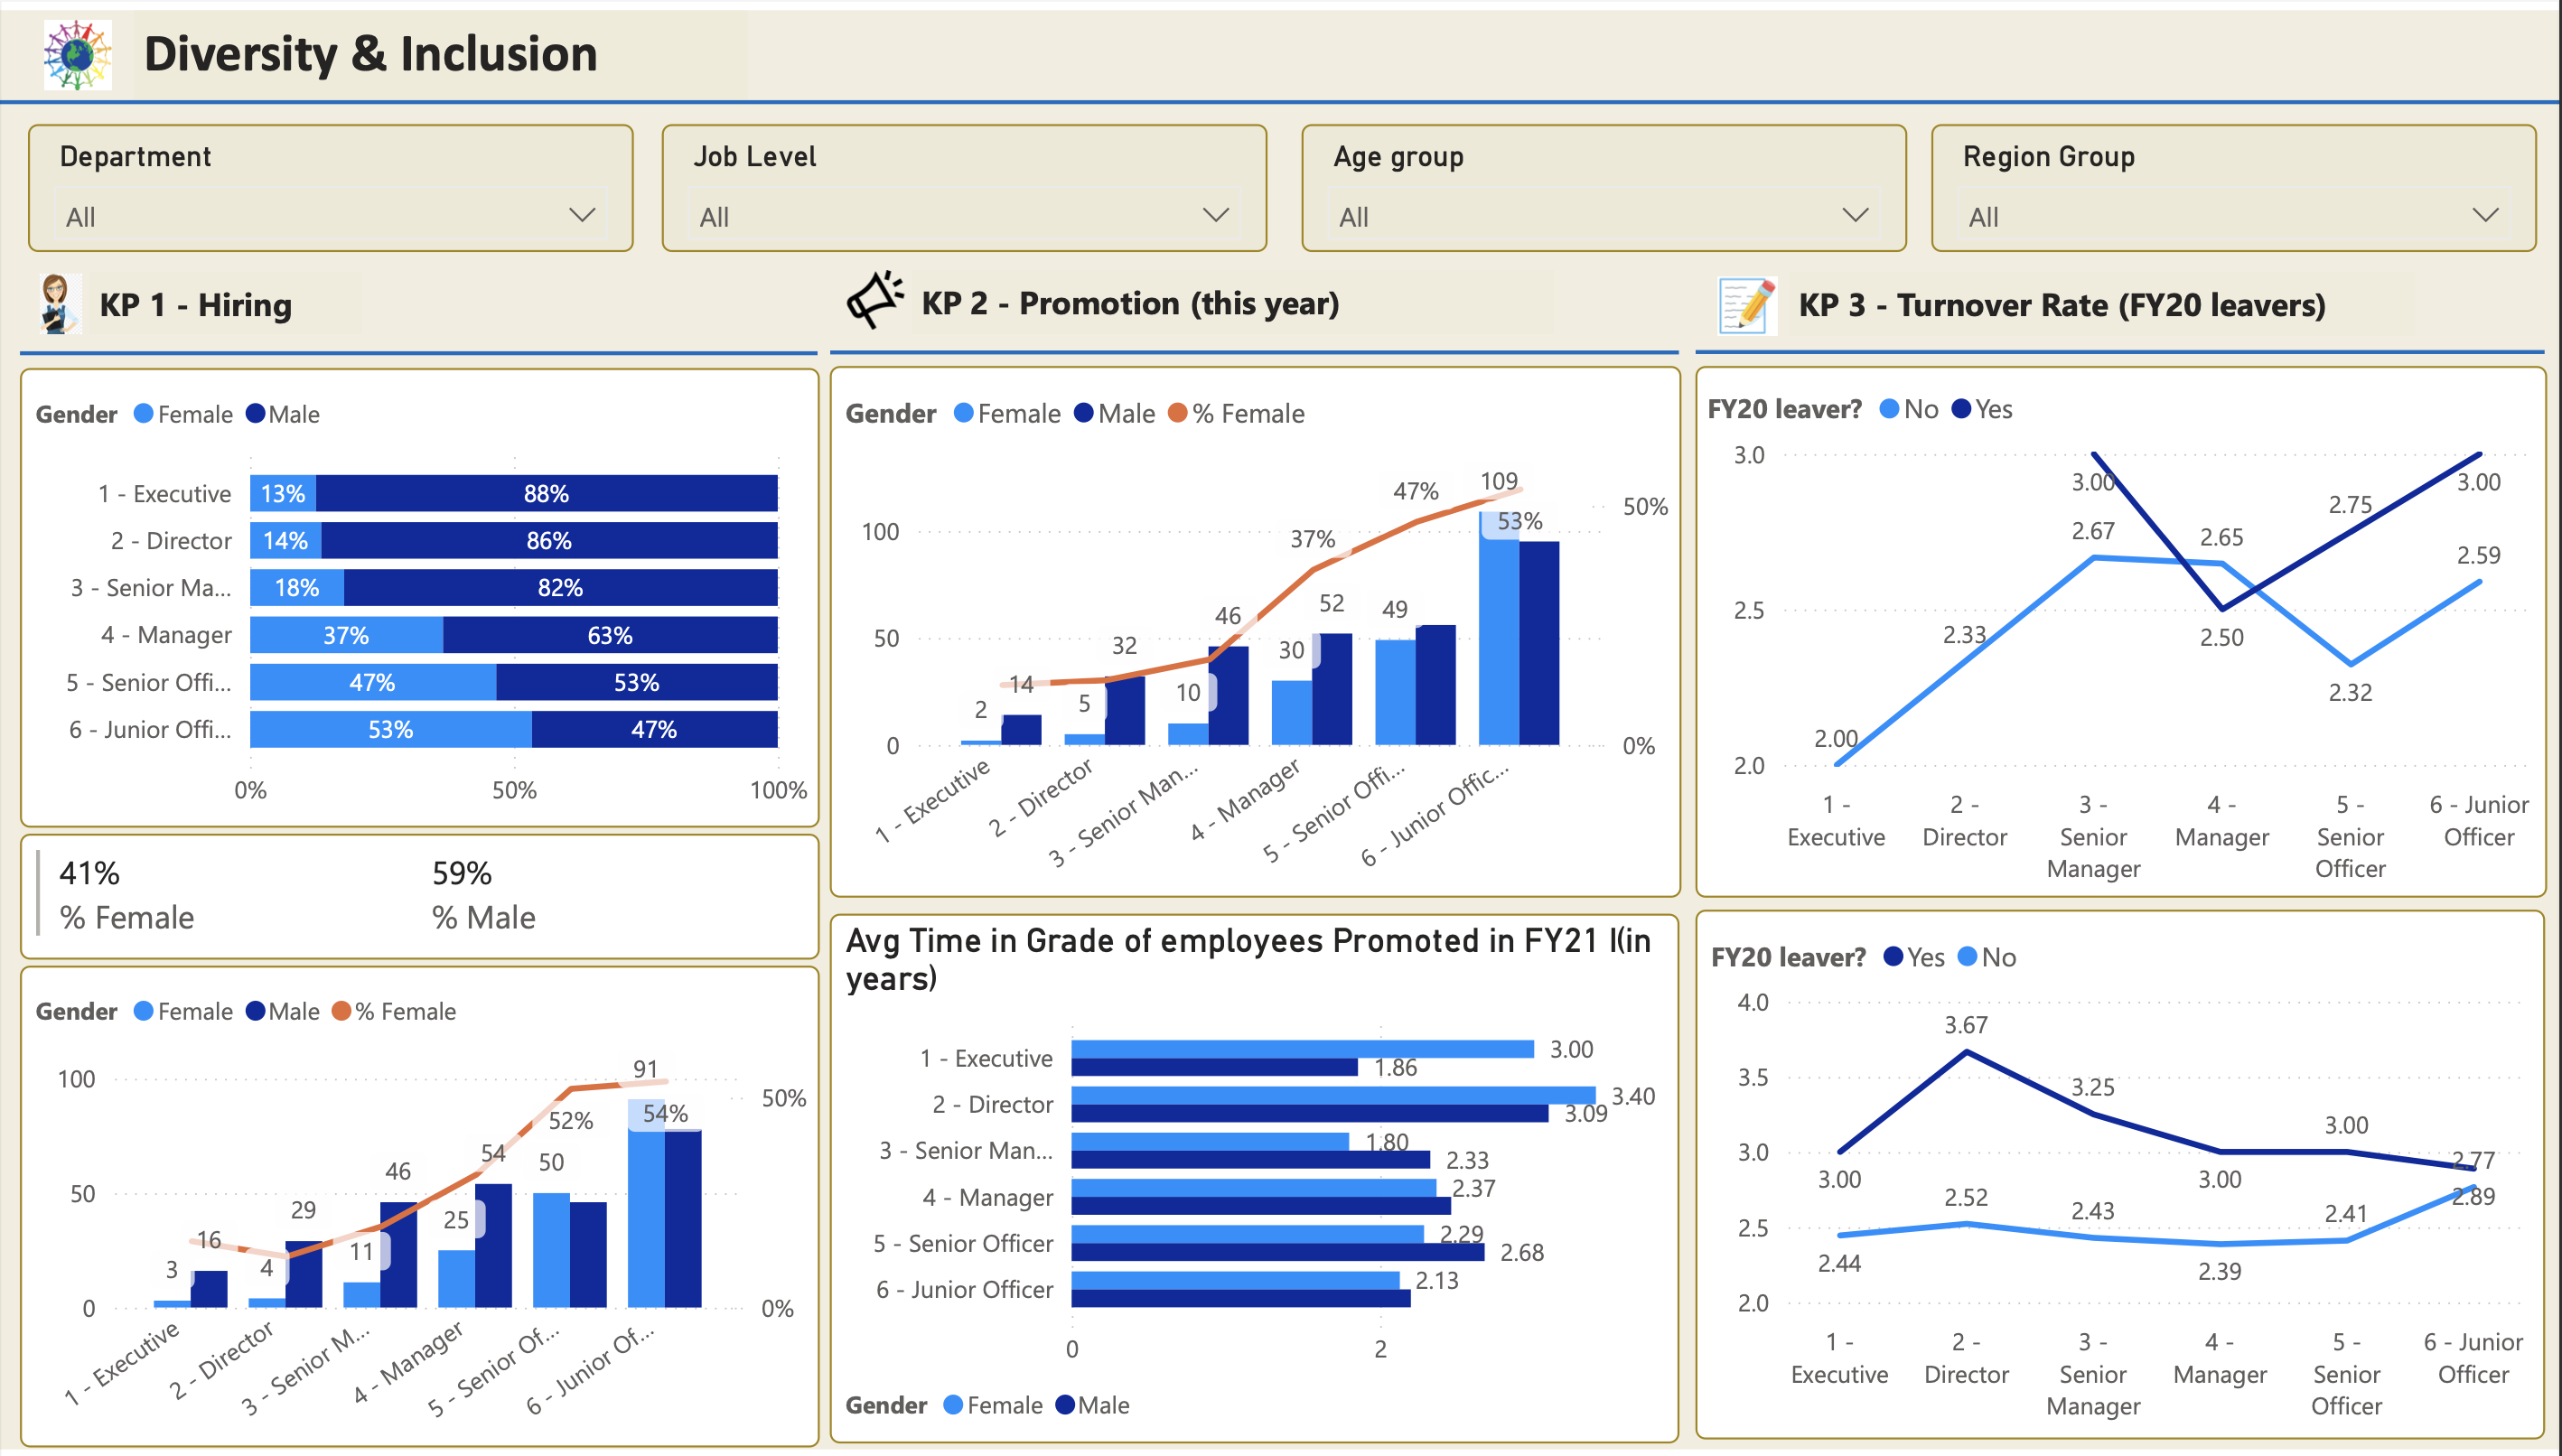 Diversity & Inclusion
Department
All
Job Level
All
Age group
All
Region Group
All
KP 1 - Hiring
Gender Female Male
1 - Executive 13% 88%
2 - Director 14% 86%
3 - Senior Ma... 18% 82%
4 - Manager 37% 63%
5 - Senior Offi... 47% 53%
6 - Junior Offi... 53% 47%
0% 50% 100%
41% 59%
% Female % Male
Gender Female Male % Female
100
50
0
50%
0%
3 16 4 29 11 46 25 54 50 52% 91 54%
1 - Executive
2 - Director
3 - Senior M...
4 - Manager
5 - Senior Of...
6 - Junior Of...
KP 2 - Promotion (this year)
Gender Female Male % Female
100
50
0
50%
0%
2 14 5 32 10 46 30 37% 52 49 47% 109 53%
1 - Executive
2 - Director
3 - Senior Man...
4 - Manager
5 - Senior Offi...
6 - Junior Offic...
Avg Time in Grade of employees Promoted in FY21 I(in
years)
1 - Executive 3.00 1.86
2 - Director 3.40 3.09
3 - Senior Man... 1.80 2.33
4 - Manager 2.37
5 - Senior Officer 2.29 2.68
6 - Junior Officer 2.13
0 2
Gender Female Male
KP 3 - Turnover Rate (FY20 leavers)
FY20 leaver? No Yes
3.0
2.5
2.0
2.00 2.33 3.00 2.67 2.65 2.50 2.75 2.32 3.00 2.59
1 -
Executive
2 -
Director
3 -
Senior
Manager
4 -
Manager
5 -
Senior
Officer
6 - Junior
Officer
FY20 leaver? Yes No
4.0
3.5
3.0
2.5
2.0
3.00 3.67 3.25 3.00 3.00 2.77
2.44 2.52 2.43 2.39 2.41 2.89
1 -
Executive
2 -
Director
3 -
Senior
Manager
4 -
Manager
5 -
Senior
Officer
6 - Junior
Officer